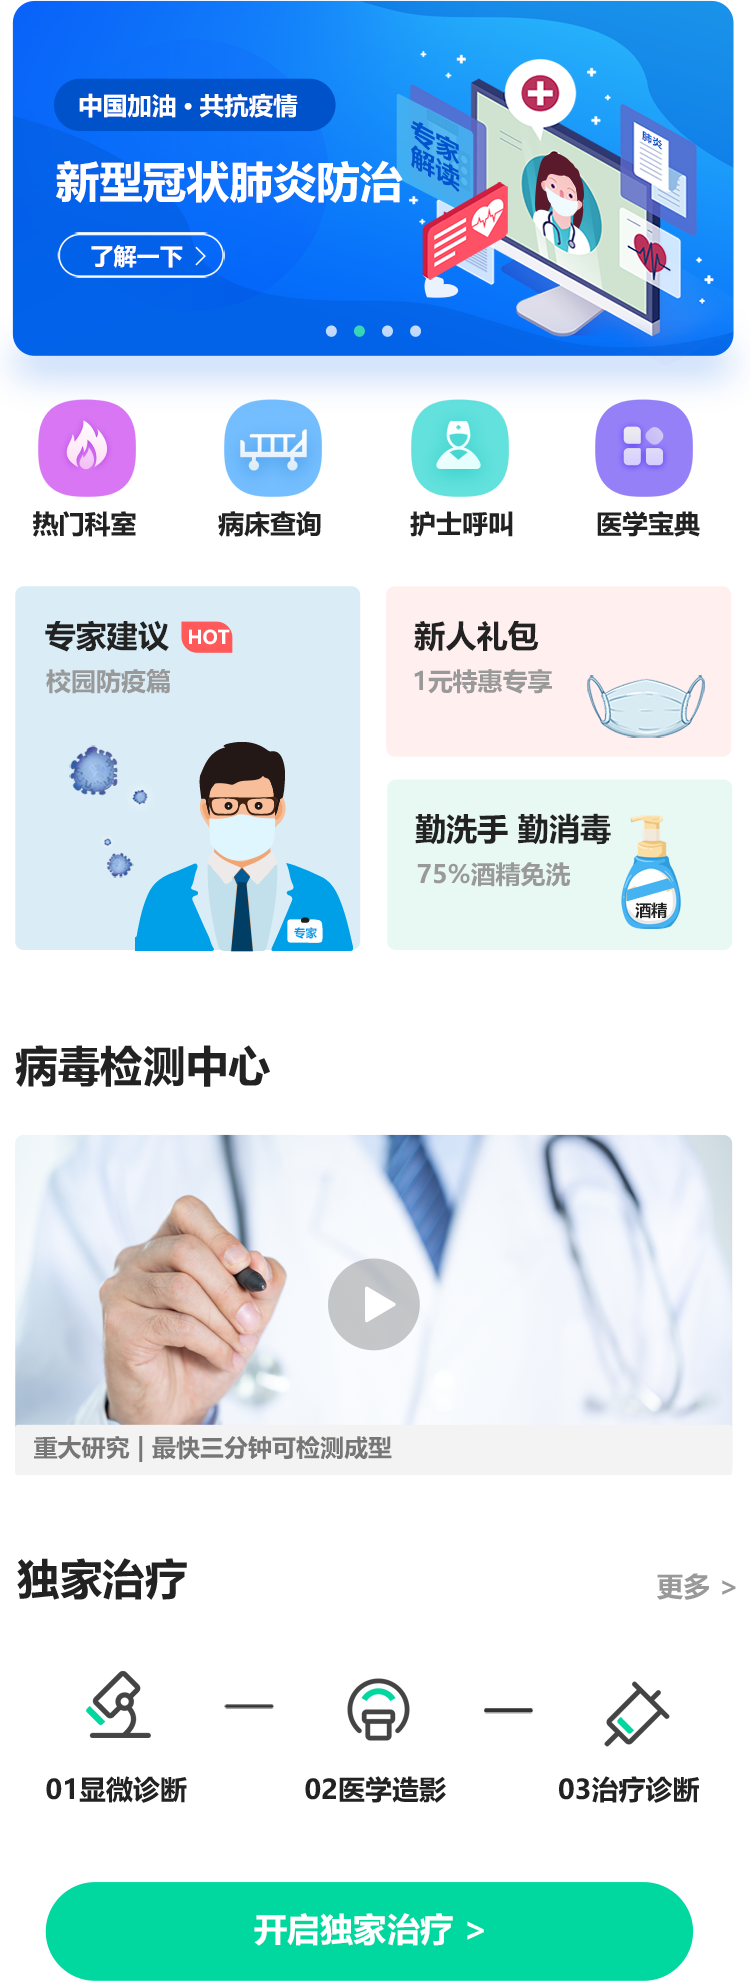 中国加油·共抗疫情
新型冠状肺炎防治
了解一下 >
专家
解读
肺炎
热门科室
病床查询
护士呼叫
医学宝典
专家建议 HOT
校园防疫篇
专家
新人礼包
1元特惠专享
勤洗手 勤消毒
75%酒精免洗
酒精
病毒检测中心
重大研究 | 最快三分钟可检测成型
独家治疗
更多 >
01显微诊断
02医学造影
03治疗诊断
开启独家治疗 >